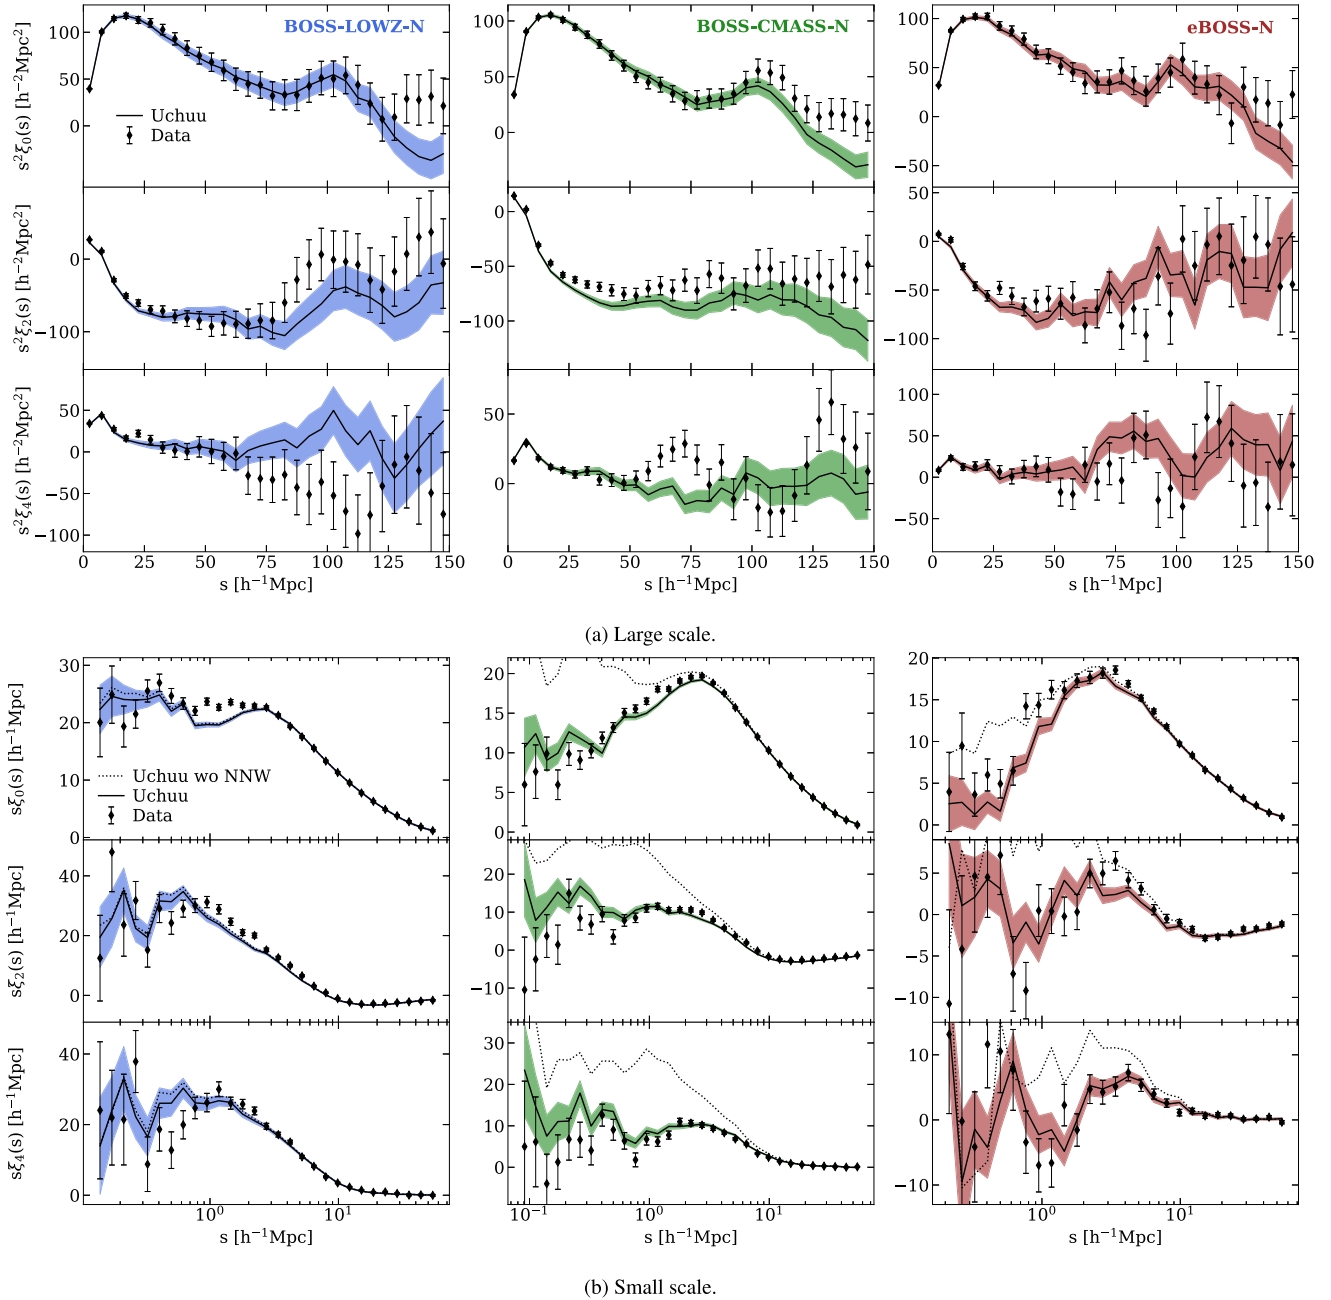 BOSS-LOWZ-N
BOSS-CMASS-N
eBOSS-N
s²ξ₀(s) [h⁻²Mpc²]
100
50
0
Uchuu
Data
100
50
0
100
50
0
−50
s²ξ₂(s) [h⁻²Mpc²]
0
−100
0
−50
−100
50
0
−50
−100
s²ξ₄(s) [h⁻²Mpc²]
50
0
−50
−100
50
0
100
50
0
−50
0 25 50 75 100 125 150
0 25 50 75 100 125 150
0 25 50 75 100 125 150
s [h⁻¹Mpc]
s [h⁻¹Mpc]
s [h⁻¹Mpc]
(a) Large scale.
sξ₀(s) [h⁻¹Mpc]
30
20
10
0
Uchuu wo NNW
Uchuu
Data
20
15
10
5
0
20
15
10
5
0
sξ₂(s) [h⁻¹Mpc]
40
20
0
20
10
0
−10
5
0
−5
−10
sξ₄(s) [h⁻¹Mpc]
40
20
0
30
20
10
0
10
0
−10
10⁰ 10¹
10⁻¹ 10⁰ 10¹
10⁰ 10¹
s [h⁻¹Mpc]
s [h⁻¹Mpc]
s [h⁻¹Mpc]
(b) Small scale.